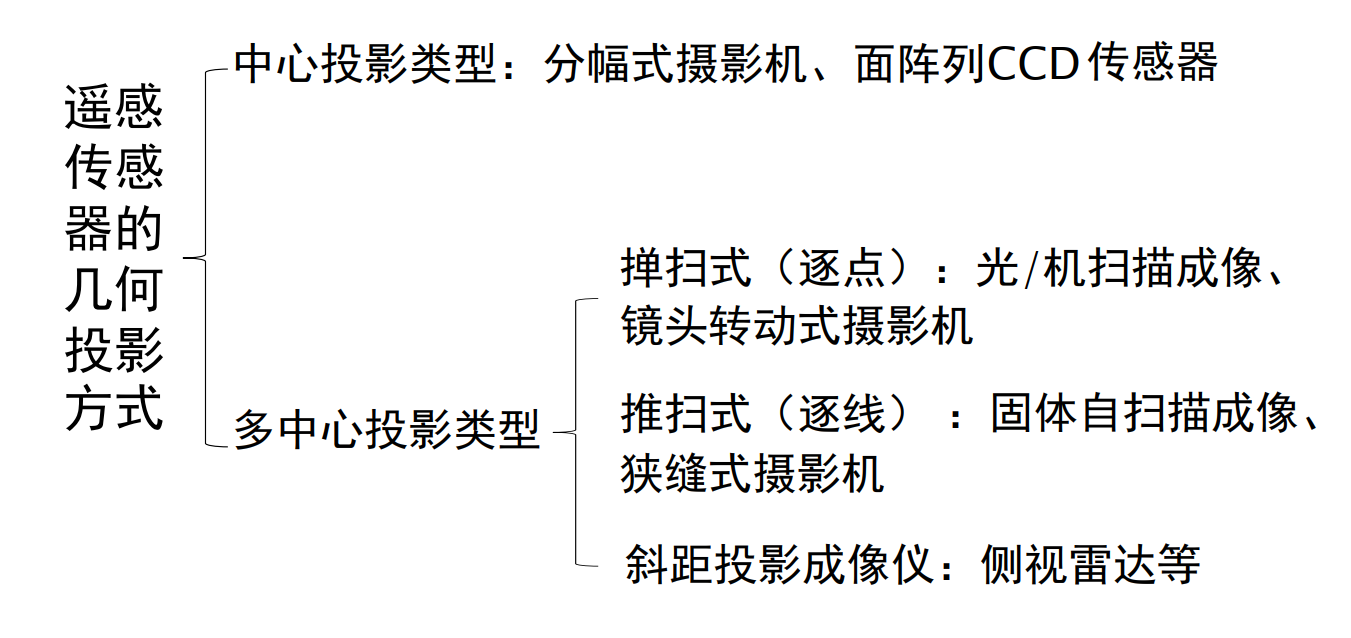 遥感
传感
器的
几何
投影
方式
中心投影类型：分幅式摄影机、面阵列CCD传感器
多中心投影类型
掸扫式（逐点）：光/机扫描成像、
镜头转动式摄影机
推扫式（逐线）：固体自扫描成像、
狭缝式摄影机
斜距投影成像仪：侧视雷达等